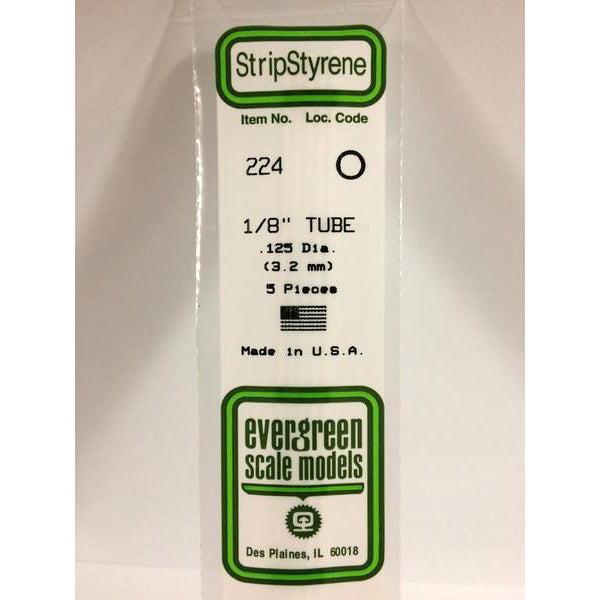 StripStyrene
Item No. Loc. Code
224 O
1/8" TUBE
.125 Dia.
(3.2 mm)
5 Pieces
Made in U.S.A.
evergreen
scale models
Des Plaines, IL 60018